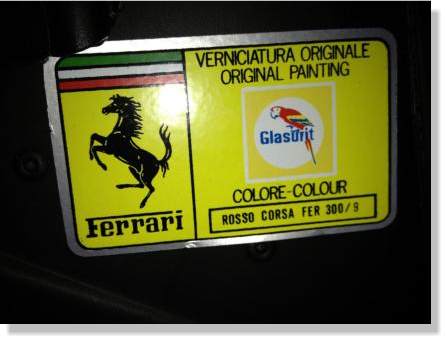 VERNICIATURA ORIGINALE
ORIGINAL PAINTING
Glasurit
COLORE-COLOUR
ROSSO CORSA FER 300/9
Ferrari